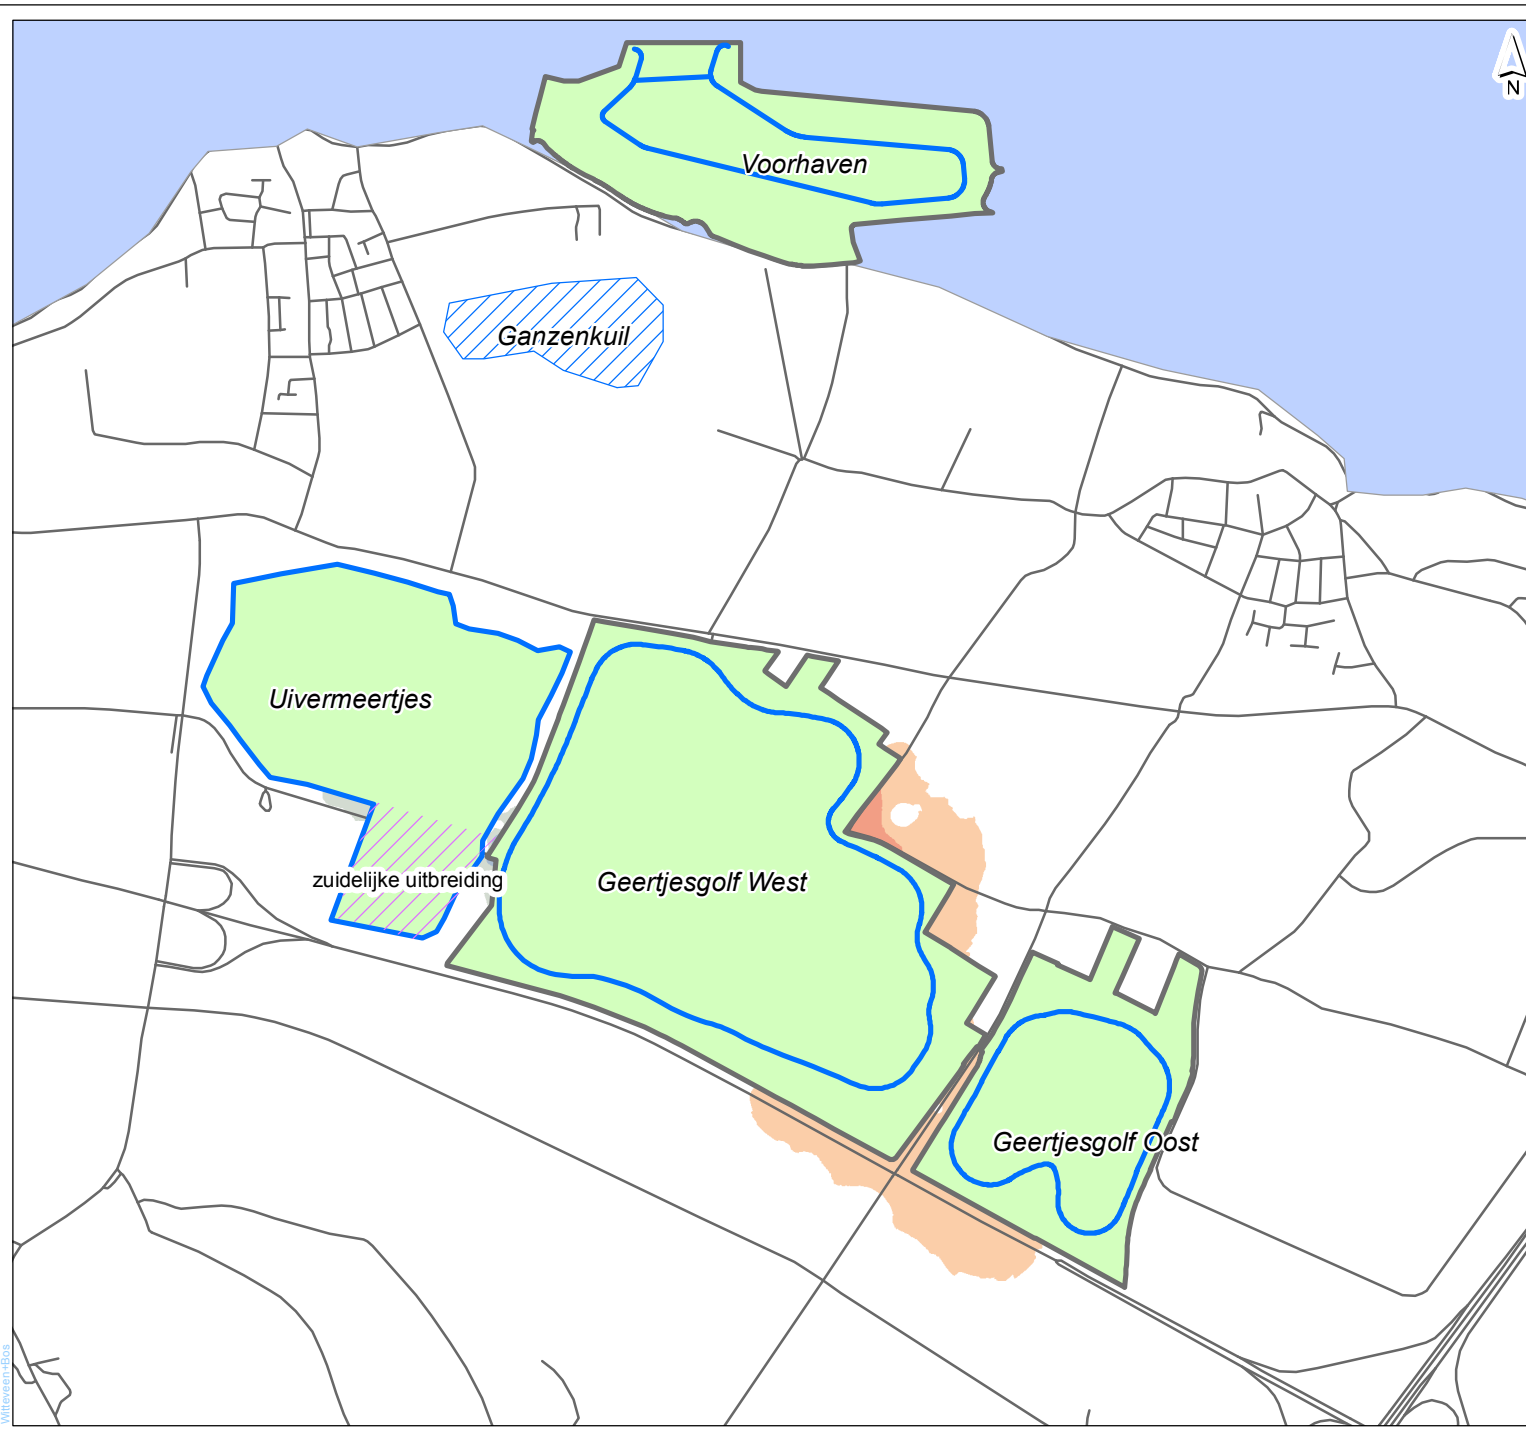 N
Voorhaven
Ganzenkuil
Uivermeertjes
zuidelijke uitbreiding
Geertjesgolf West
Geertjesgolf Oost
Witteveen+Bos